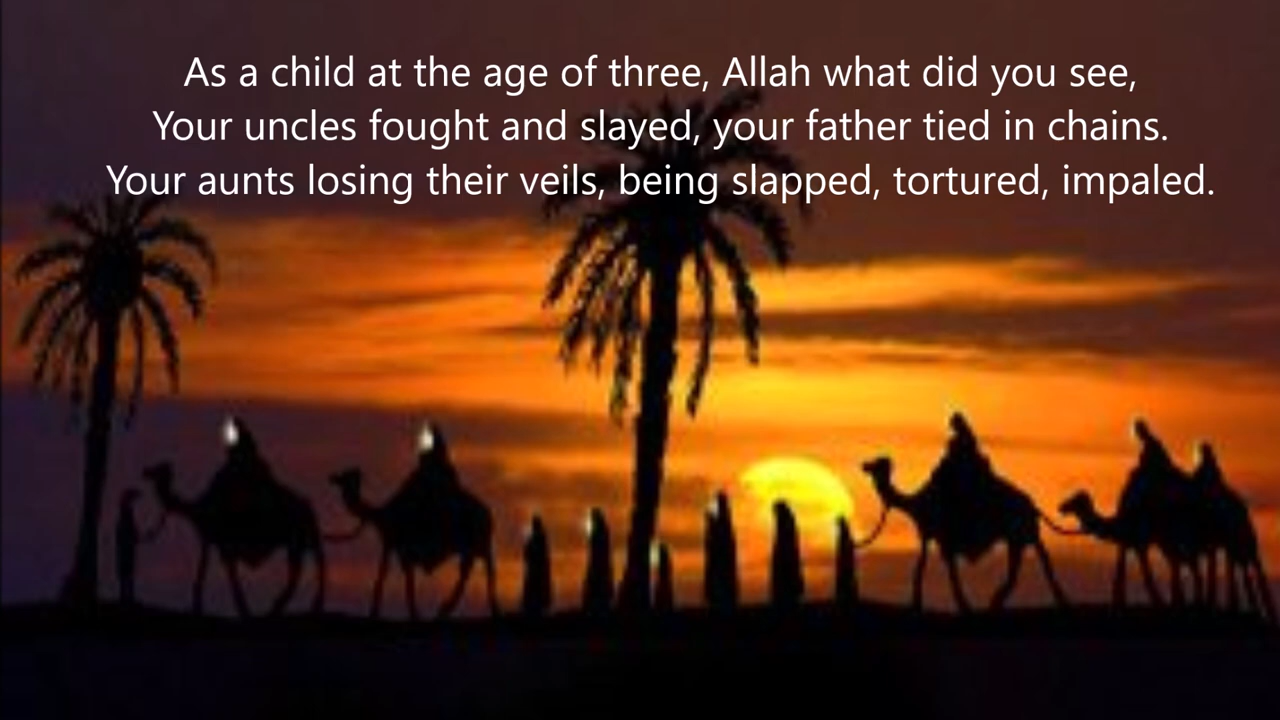 As a child at the age of three, Allah what did you see,
Your uncles fought and slayed, your father tied in chains.
Your aunts losing their veils, being slapped, tortured, impaled.